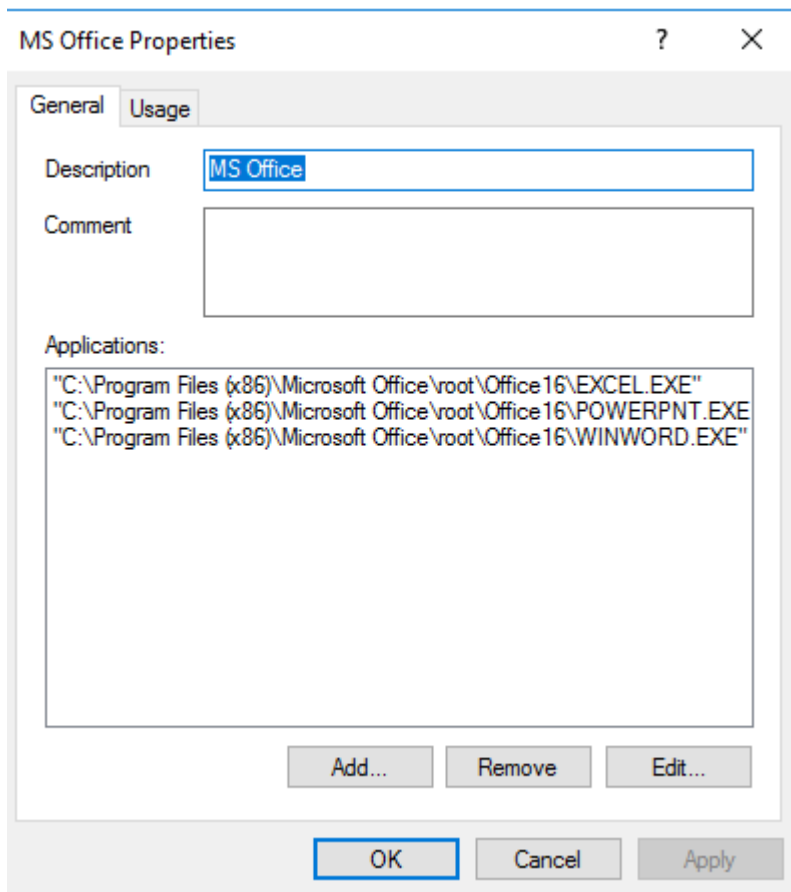 MS Office Properties
?
General
Usage
Description
MS Office
Comment
Applications:
"C:\Program Files (x86)\Microsoft Office\root\Office16\EXCEL.EXE"
"C:\Program Files (x86)\Microsoft Office\root\Office16\POWERPNT.EXE
"C:\Program Files (x86)\Microsoft Office\root\Office16\WINWORD.EXE"
Add... Remove Edit...
OK Cancel Apply